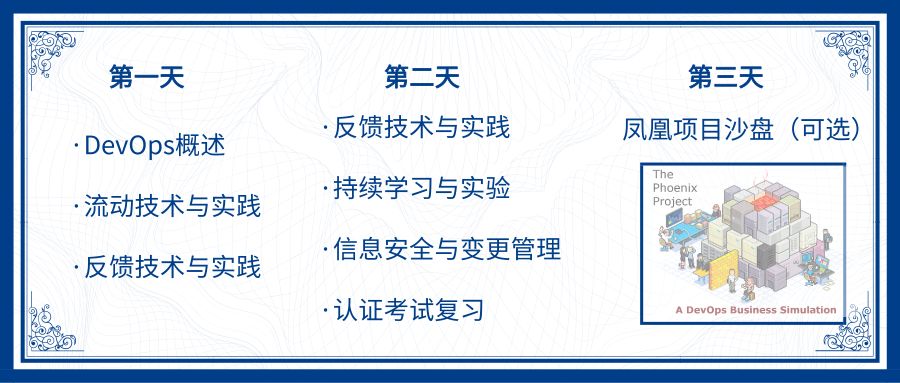 第一天
·DevOps概述
·流动技术与实践
·反馈技术与实践
第二天
·反馈技术与实践
·持续学习与实验
·信息安全与变更管理
·认证考试复习
第三天
凤凰项目沙盘（可选）
The
Phoenix
Project
A DevOps Business Simulation